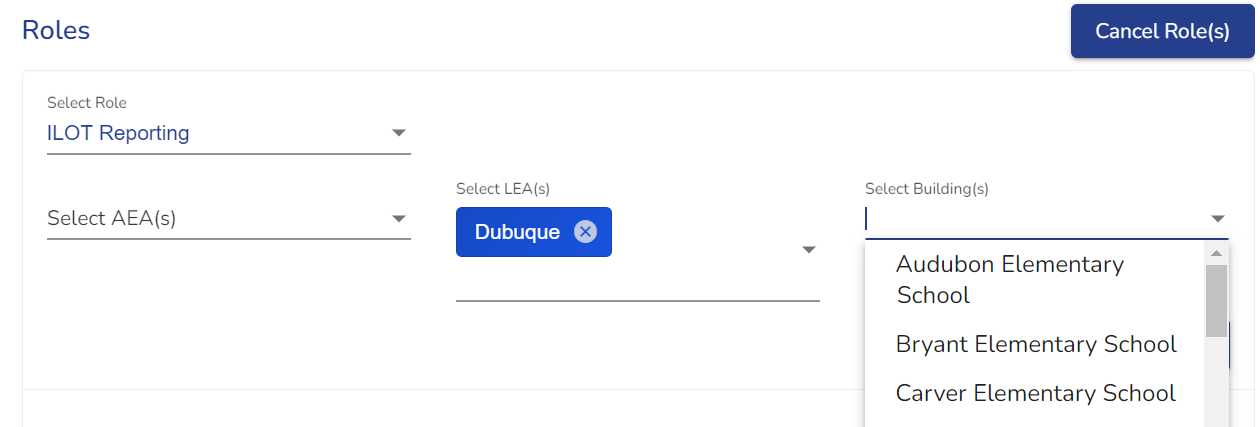 Roles
Cancel Role(s)
Select Role
ILOT Reporting
Select AEA(s)
Select LEA(s)
Dubuque
Select Building(s)
Audubon Elementary
School
Bryant Elementary School
Carver Elementary School